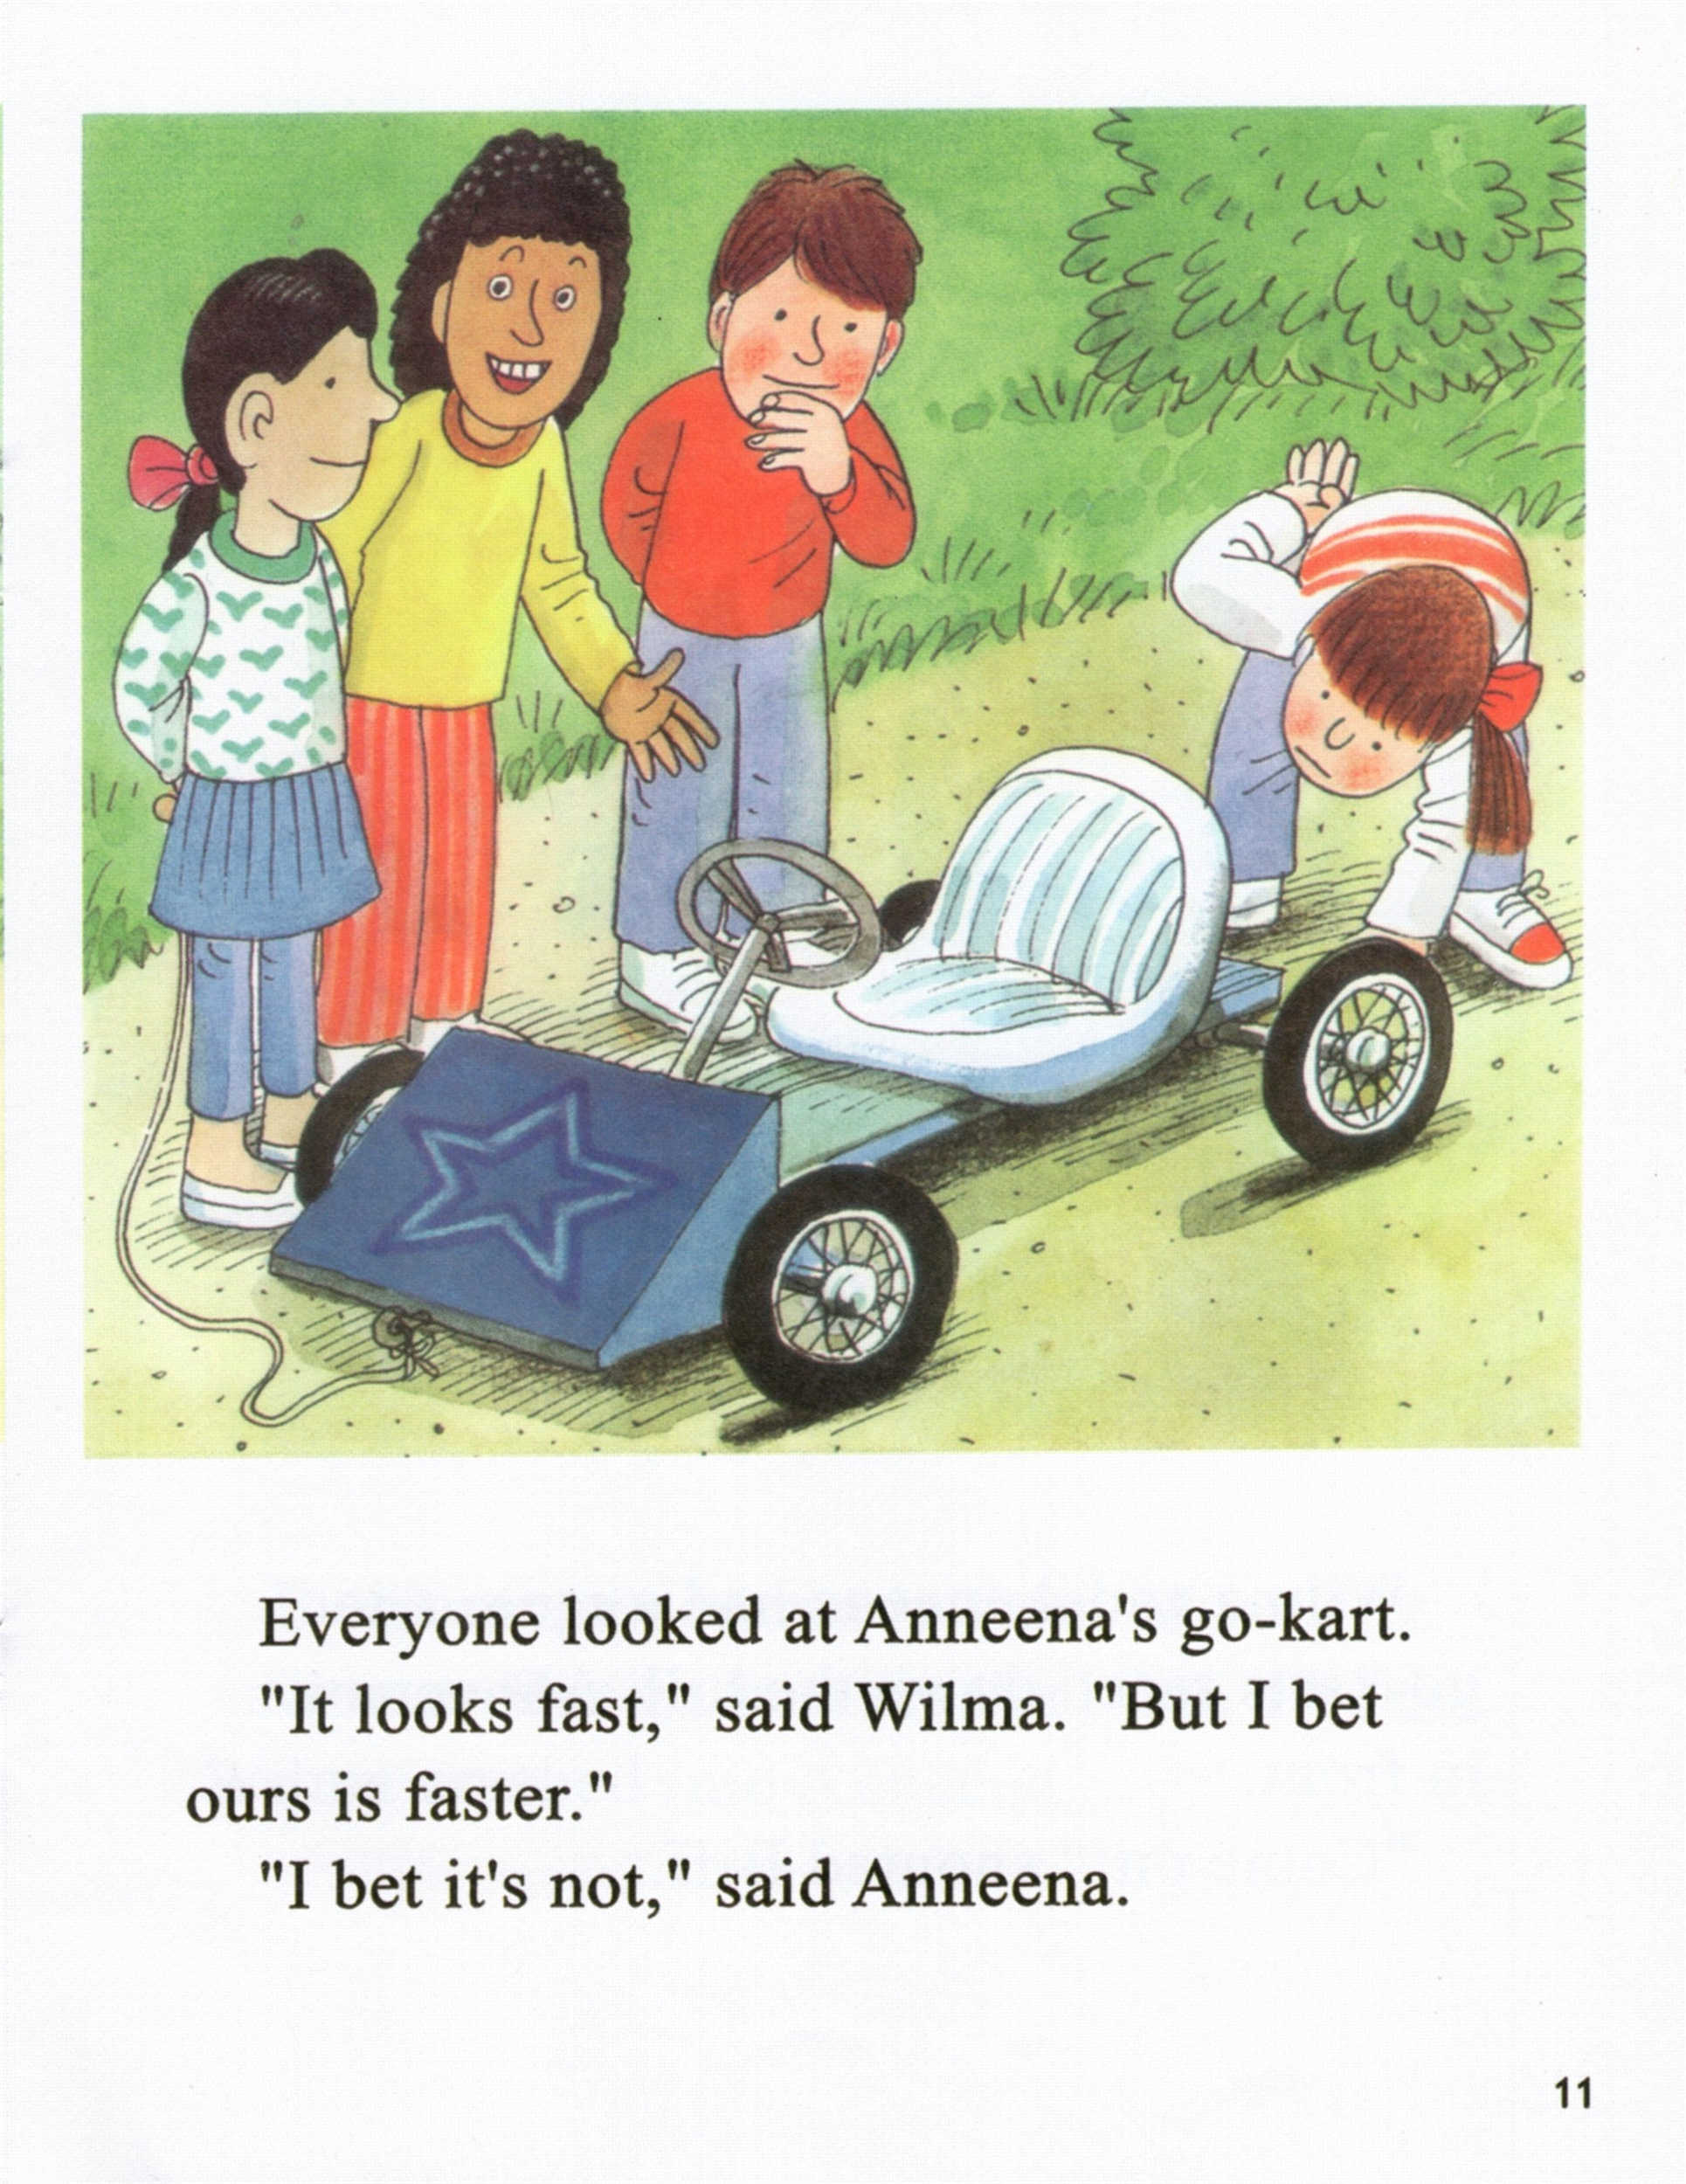 Everyone looked at Anneena's go-kart.
"It looks fast," said Wilma. "But I bet
ours is faster."
"I bet it's not," said Anneena.
11